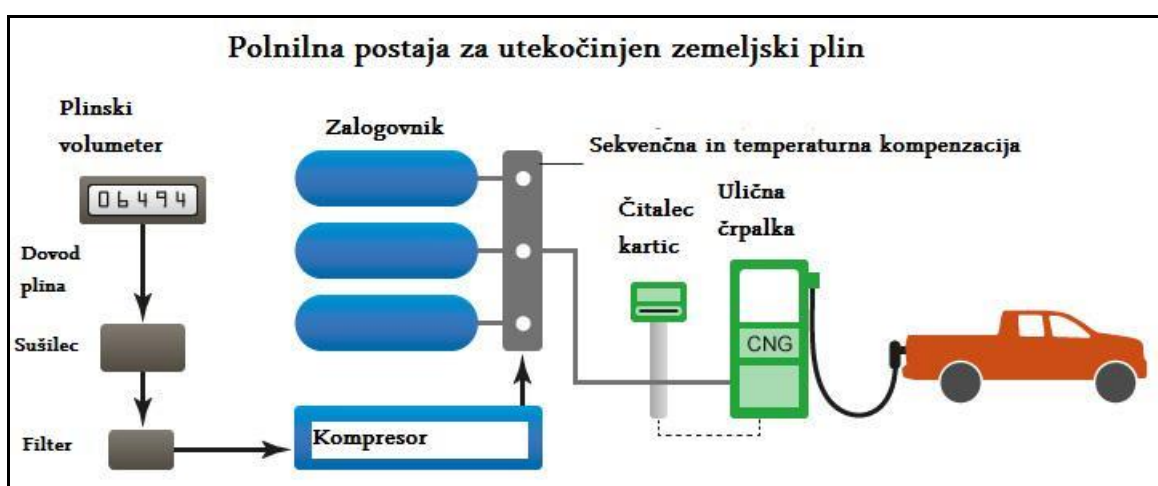 Polnilna postaja za utekočinjen zemeljski plin
Plinski
volumeter
Zalogovnik
Sekvenčna in temperaturna kompenzacija
06494
Čitalec
kartic
Ulična
črpalka
Dovod
plina
Sušilec
CNG
Filter
Kompresor